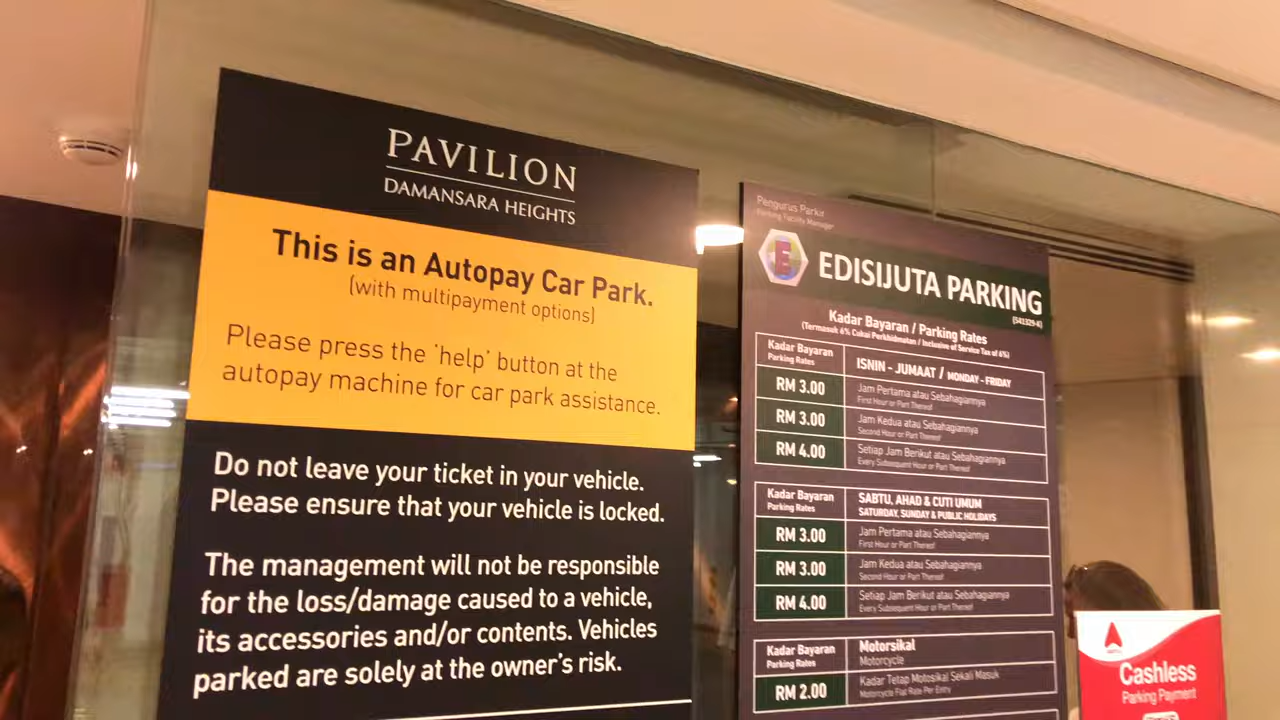 PAVILION
DAMANSARA HEIGHTS
This is an Autopay Car Park.
(with multipayment options)
Please press the 'help' button at the
autopay machine for car park assistance.
Do not leave your ticket in your vehicle.
Please ensure that your vehicle is locked.
The management will not be responsible
for the loss/damage caused to a vehicle,
its accessories and/or contents. Vehicles
parked are solely at the owner's risk.
Pengurus Parkir
Parking Facility Manager
E
EDISIJUTA PARKING
(541329-K)
Kadar Bayaran / Parking Rates
(Termasuk 6% Cukai Perkhidmatan / Inclusive of Service Tax of 6%)
Kadar Bayaran
Parking Rates
ISNIN - JUMAAT / MONDAY - FRIDAY
RM 3.00
Jam Pertama atau Sebahagiannya
First Hour or Part Thereof
RM 3.00
Jam Kedua atau Sebahagiannya
Second Hour or Part Thereof
RM 4.00
Setiap Jam Berikut atau Sebahagiannya
Every Subsequent Hour or Part Thereof
Kadar Bayaran
Parking Rates
SABTU, AHAD & CUTI UMUM
SATURDAY, SUNDAY & PUBLIC HOLIDAYS
RM 3.00
Jam Pertama atau Sebahagiannya
First Hour or Part Thereof
RM 3.00
Jam Kedua atau Sebahagiannya
Second Hour or Part Thereof
RM 4.00
Setiap Jam Berikut atau Sebahagiannya
Every Subsequent Hour or Part Thereof
Kadar Bayaran
Parking Rates
Motorsikal
Motorcycle
RM 2.00
Kadar Tetap Motosikal Sekali Masuk
Motorcycle Flat Rate Per Entry
Cashless
Parking Payment